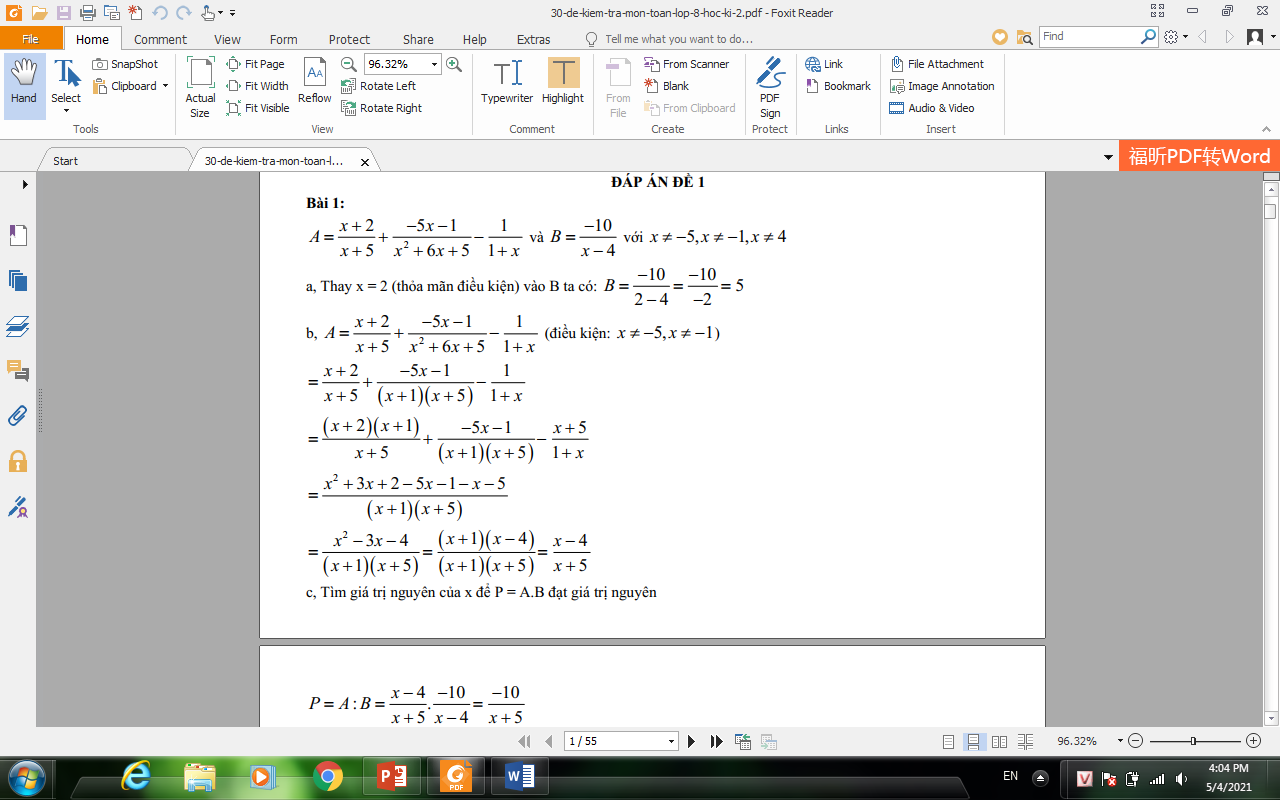 30-de-kiem-tra-mon-toan-lop-8-hoc-ki-2.pdf - Foxit Reader
File Home Comment View Form Protect Share Help Extras Tell me what you want to do… Find
Hand
Select
SnapShot
Clipboard
Tools
Actual Size
Fit Page
Fit Width
Fit Visible
Reflow
96.32%
Rotate Left
Rotate Right
View
Typewriter
Highlight
Comment
From File
From Scanner
Blank
From Clipboard
Create
PDF Sign
Protect
Link
Bookmark
Links
File Attachment
Image Annotation
Audio & Video
Insert
Start
30-de-kiem-tra-mon-toan-l...
福昕PDF转Word
ĐÁP ÁN ĐỀ 1
Bài 1:
A = (x+2)/(x+5) + (−5x−1)/(x²+6x+5) − 1/(1+x) và B = −10/(x−4) với x ≠ −5, x ≠ −1, x ≠ 4
a, Thay x = 2 (thỏa mãn điều kiện) vào B ta có: B = −10/(2−4) = −10/−2 = 5
b, A = (x+2)/(x+5) + (−5x−1)/(x²+6x+5) − 1/(1+x) (điều kiện: x ≠ −5, x ≠ −1)
= (x+2)/(x+5) + (−5x−1)/((x+1)(x+5)) − 1/(1+x)
= ((x+2)(x+1))/(x+5) + (−5x−1)/((x+1)(x+5)) − (x+5)/(1+x)
= (x²+3x+2−5x−1−x−5)/((x+1)(x+5))
= (x²−3x−4)/((x+1)(x+5)) = ((x+1)(x−4))/((x+1)(x+5)) = (x−4)/(x+5)
c, Tìm giá trị nguyên của x để P = A.B đạt giá trị nguyên
P = A : B = (x−4)/(x+5) . −10/(x−4) = −10/(x+5)
1 / 55
96.32%
EN
4:04 PM
5/4/2021